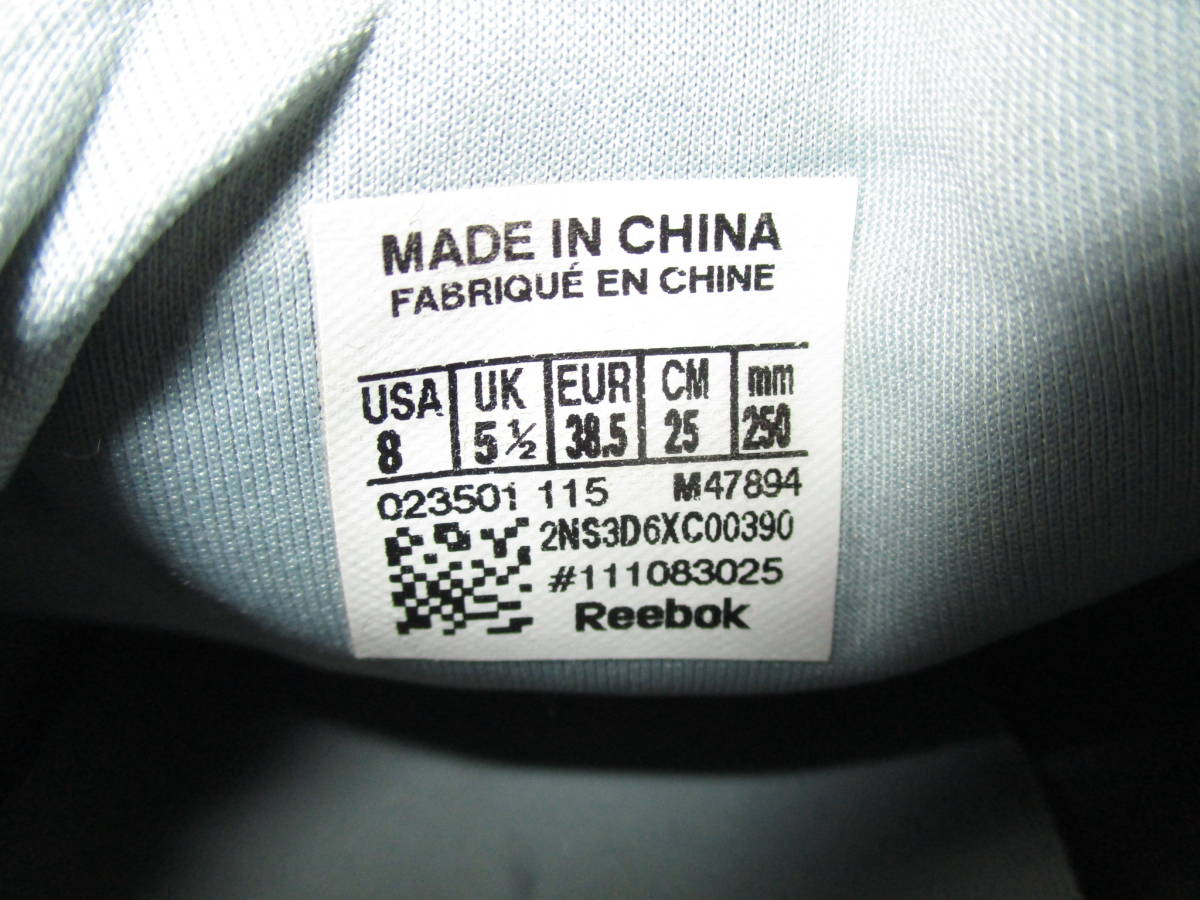 MADE IN CHINA
FABRIQUÉ EN CHINE
USA UK EUR CM mm
8 5 ½ 38.5 25 250
023501 115 M47894
2NS3D6XC00390
#111083025
Reebok